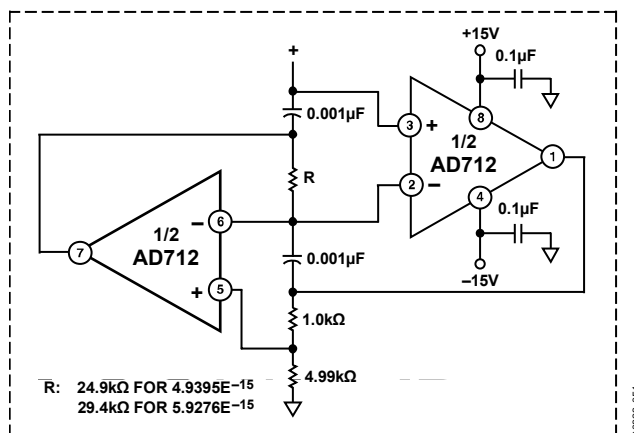 +
+15V
0.1µF
0.001µF
3
+
8
1/2
AD712
1
R
2
−
4
0.1µF
6
−
1/2
AD712
7
0.001µF
−15V
5
+
1.0kΩ
4.99kΩ
R: 24.9kΩ FOR 4.9395E−15
29.4kΩ FOR 5.9276E−15